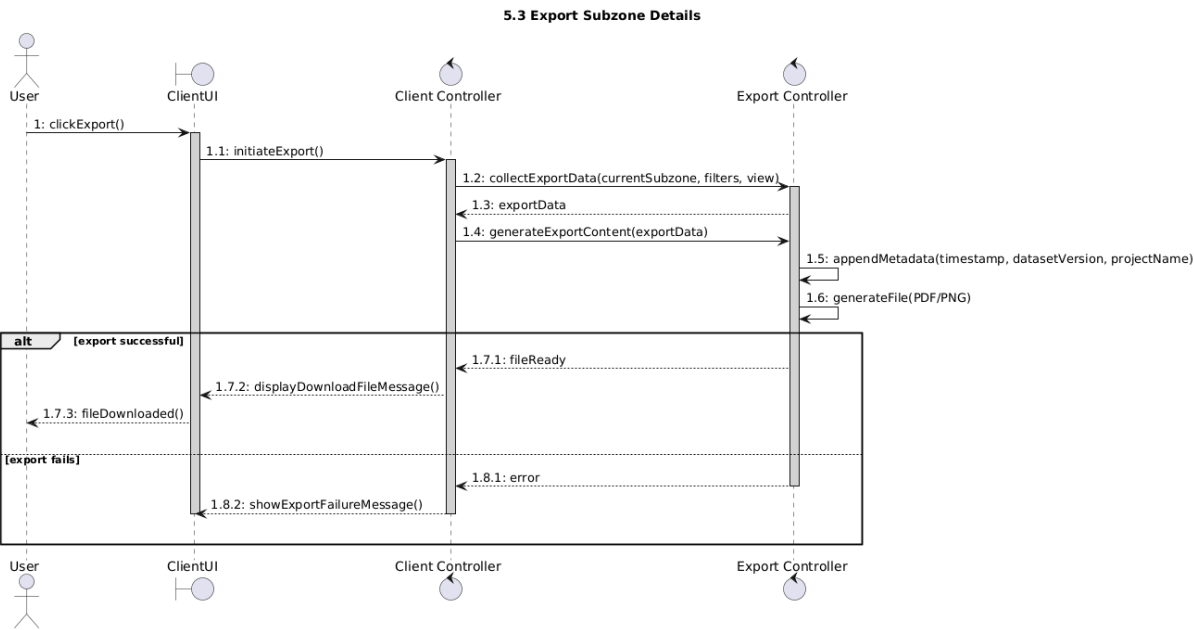 5.3 Export Subzone Details
User
ClientUI
Client Controller
Export Controller
1: clickExport()
1.1: initiateExport()
1.2: collectExportData(currentSubzone, filters, view)
1.3: exportData
1.4: generateExportContent(exportData)
1.5: appendMetadata(timestamp, datasetVersion, projectName)
1.6: generateFile(PDF/PNG)
alt [export successful]
1.7.1: fileReady
1.7.2: displayDownloadFileMessage()
1.7.3: fileDownloaded()
[export fails]
1.8.1: error
1.8.2: showExportFailureMessage()
User
ClientUI
Client Controller
Export Controller